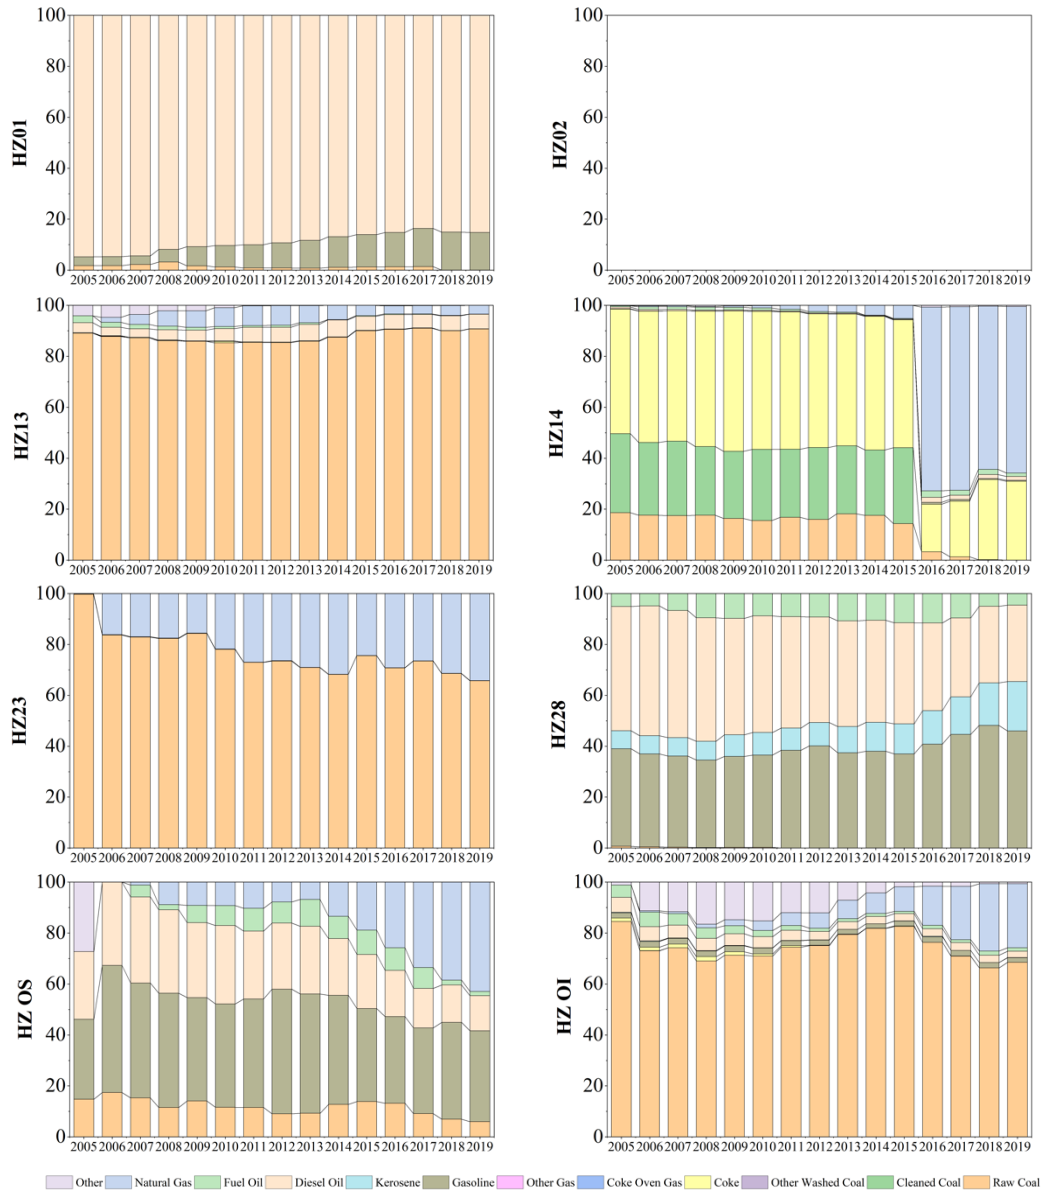 100
80
60
40
20
0
HZ01
2005 2006 2007 2008 2009 2010 2011 2012 2013 2014 2015 2016 2017 2018 2019
100
80
60
40
20
0
HZ02
2005 2006 2007 2008 2009 2010 2011 2012 2013 2014 2015 2016 2017 2018 2019
100
80
60
40
20
0
HZ13
2005 2006 2007 2008 2009 2010 2011 2012 2013 2014 2015 2016 2017 2018 2019
100
80
60
40
20
0
HZ14
2005 2006 2007 2008 2009 2010 2011 2012 2013 2014 2015 2016 2017 2018 2019
100
80
60
40
20
0
HZ23
2005 2006 2007 2008 2009 2010 2011 2012 2013 2014 2015 2016 2017 2018 2019
100
80
60
40
20
0
HZ28
2005 2006 2007 2008 2009 2010 2011 2012 2013 2014 2015 2016 2017 2018 2019
100
80
60
40
20
0
HZ OS
2005 2006 2007 2008 2009 2010 2011 2012 2013 2014 2015 2016 2017 2018 2019
100
80
60
40
20
0
HZ OI
2005 2006 2007 2008 2009 2010 2011 2012 2013 2014 2015 2016 2017 2018 2019
Other Natural Gas Fuel Oil Diesel Oil Kerosene Gasoline Other Gas Coke Oven Gas Coke Other Washed Coal Cleaned Coal Raw Coal